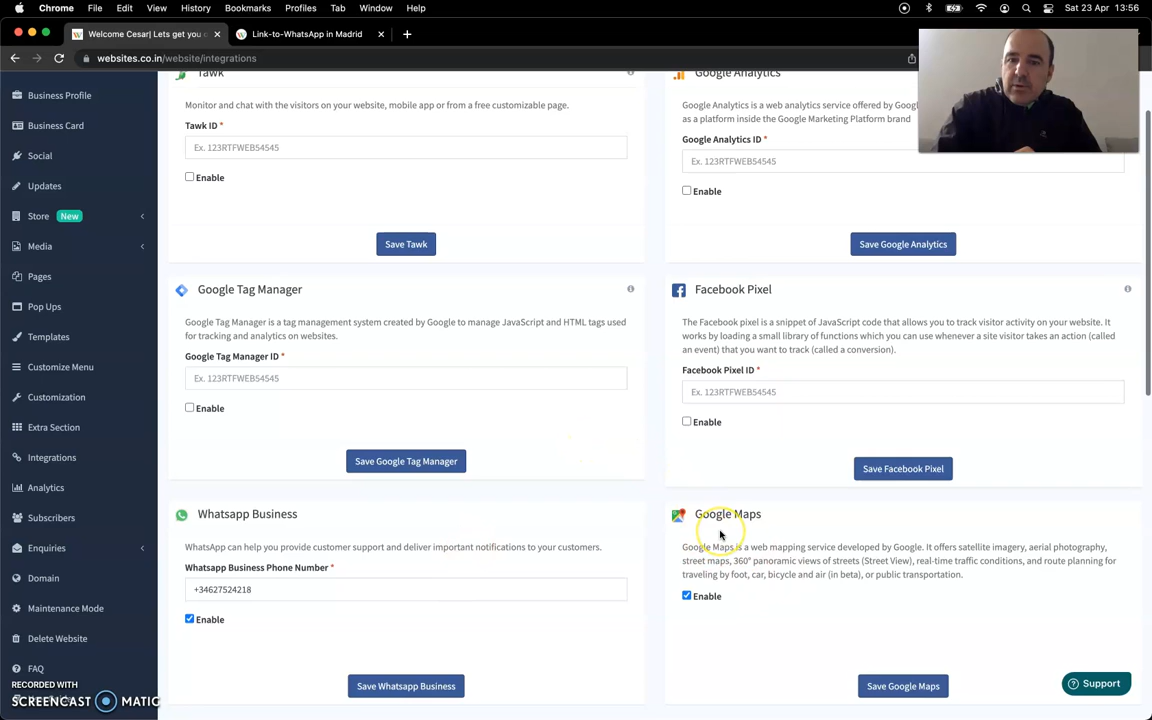 Chrome File Edit View History Bookmarks Profiles Tab Window Help
Sat 23 Apr 13:56
Welcome Cesar| Lets get you
Link-to-WhatsApp in Madrid
websites.co.in/website/integrations
Business Profile
Business Card
Social
Updates
Store New
Media
Pages
Pop Ups
Templates
Customize Menu
Customization
Extra Section
Integrations
Analytics
Subscribers
Enquiries
Domain
Maintenance Mode
Delete Website
FAQ
RECORDED WITH
SCREENCAST MATIC
Tawk
Monitor and chat with the visitors on your website, mobile app or from a free customizable page.
Tawk ID *
Ex. 123RTFWEB54545
Enable
Save Tawk
Google Analytics
Google Analytics is a web analytics service offered by Goog
as a platform inside the Google Marketing Platform brand
Google Analytics ID *
Ex. 123RTFWEB54545
Enable
Save Google Analytics
Google Tag Manager
Google Tag Manager is a tag management system created by Google to manage JavaScript and HTML tags used
for tracking and analytics on websites.
Google Tag Manager ID *
Ex. 123RTFWEB54545
Enable
Save Google Tag Manager
Facebook Pixel
The Facebook pixel is a snippet of JavaScript code that allows you to track visitor activity on your website. It
works by loading a small library of functions which you can use whenever a site visitor takes an action (called
an event) that you want to track (called a conversion).
Facebook Pixel ID *
Ex. 123RTFWEB54545
Enable
Save Facebook Pixel
Whatsapp Business
WhatsApp can help you provide customer support and deliver important notifications to your customers.
Whatsapp Business Phone Number *
+34627524218
Enable
Save Whatsapp Business
Google Maps
Google Maps is a web mapping service developed by Google. It offers satellite imagery, aerial photography,
street maps, 360° panoramic views of streets (Street View), real-time traffic conditions, and route planning for
traveling by foot, car, bicycle and air (in beta), or public transportation.
Enable
Save Google Maps
Support